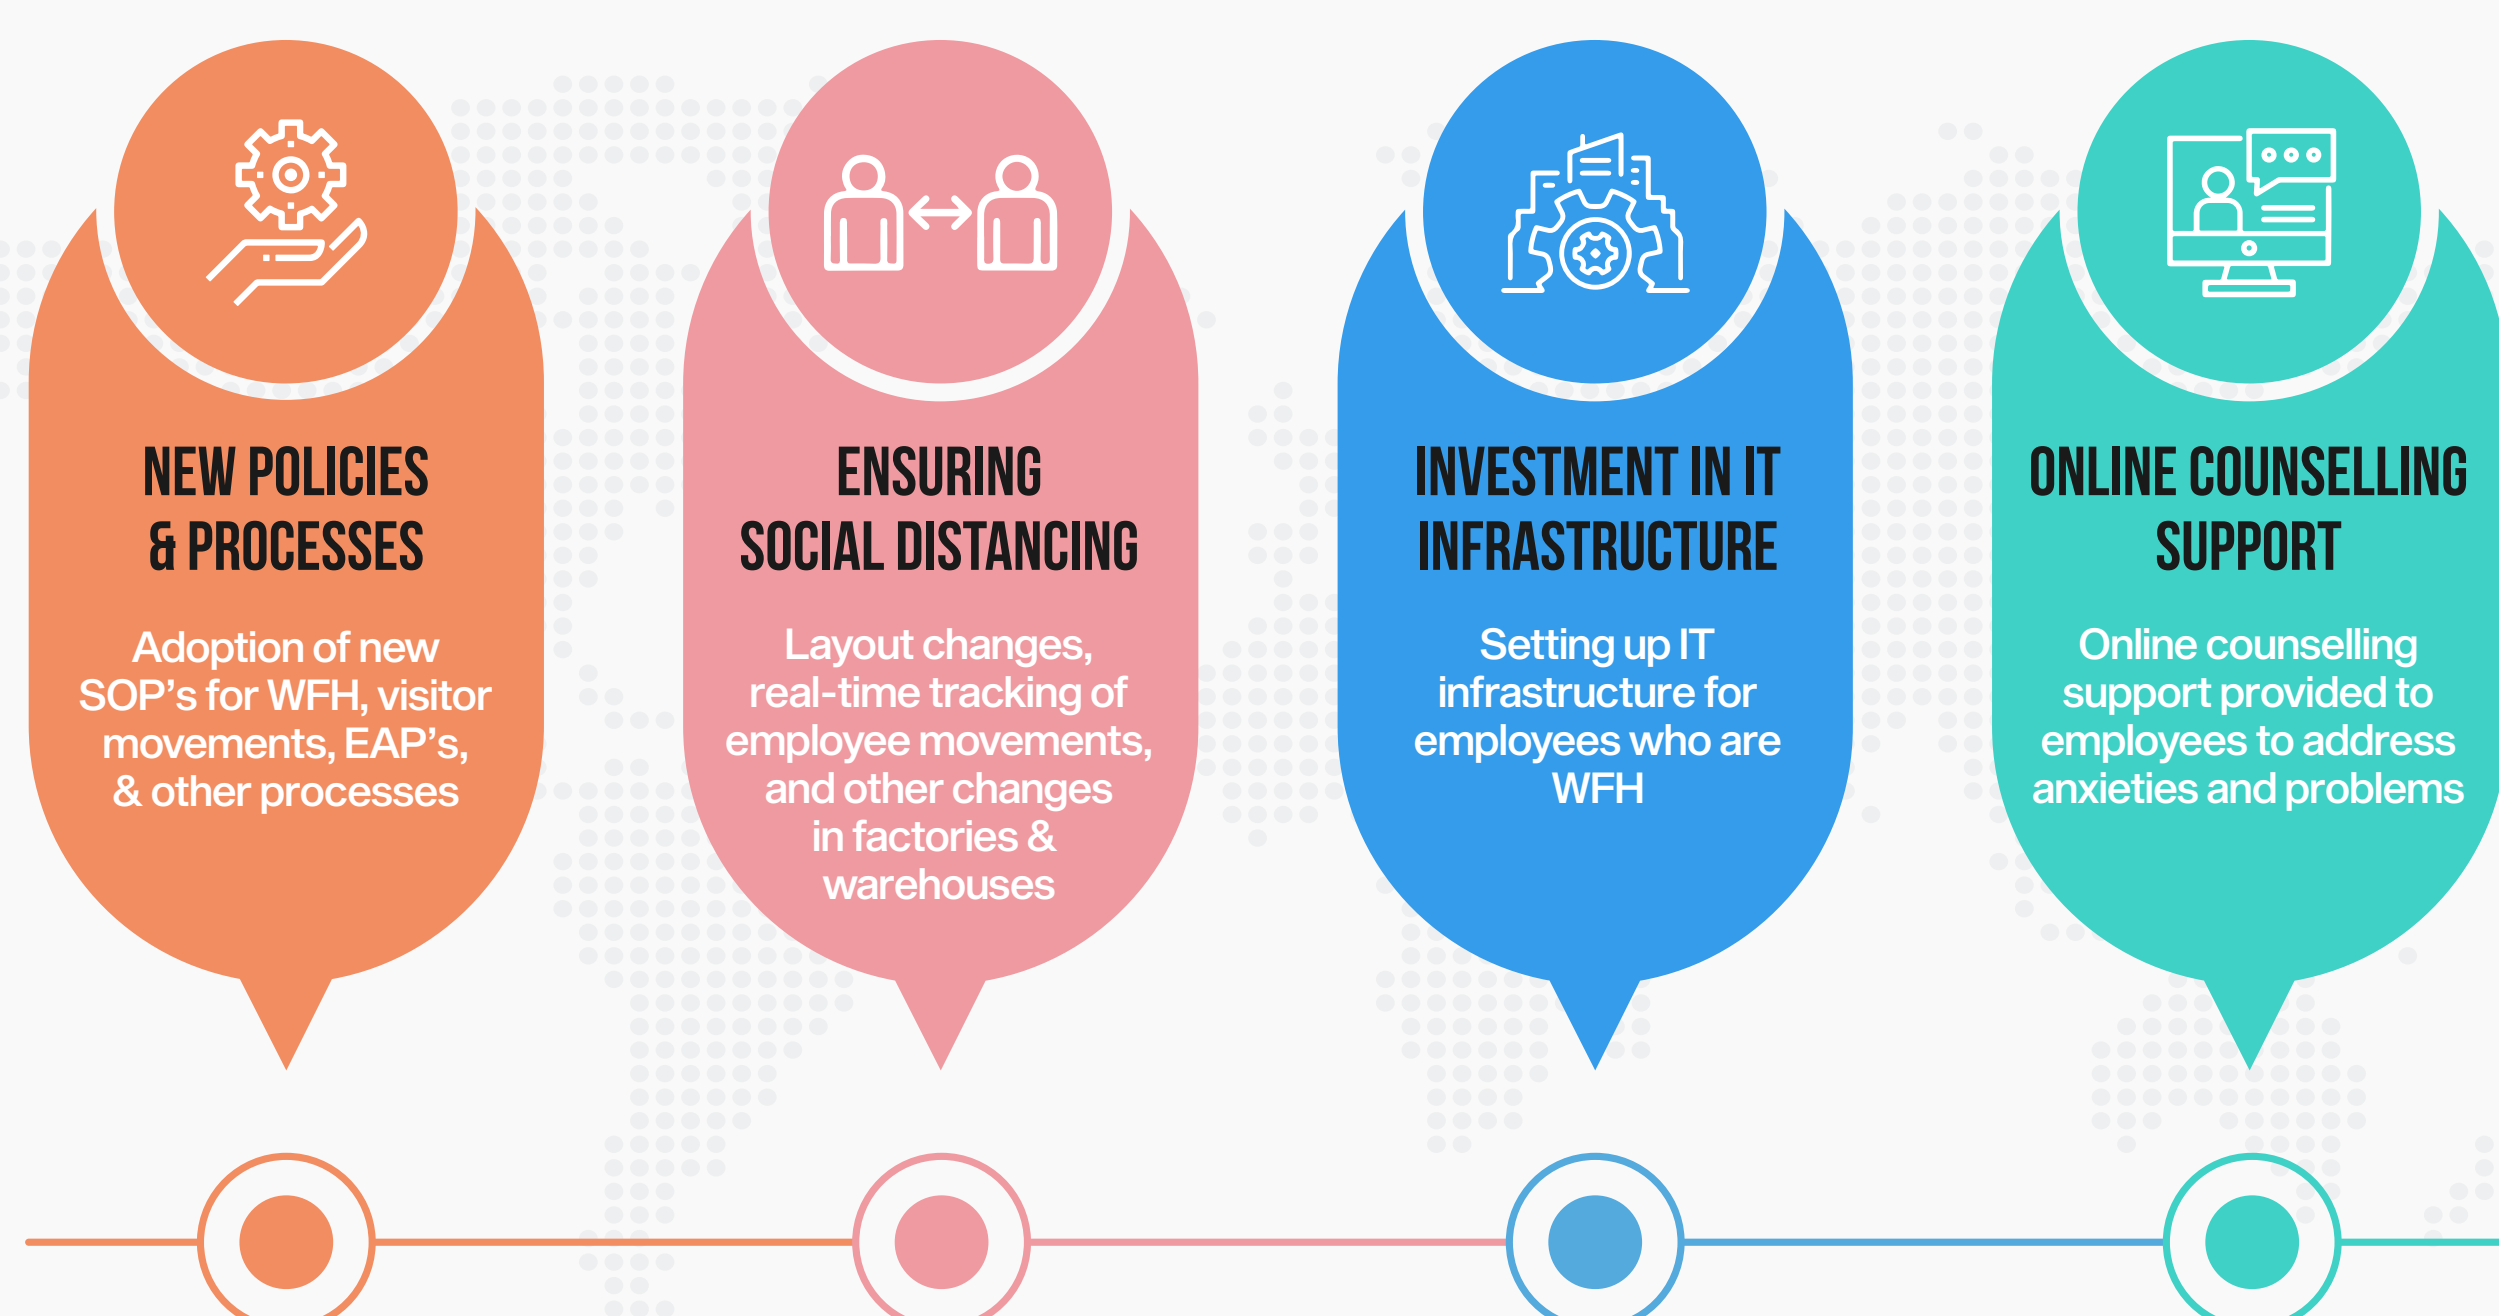 NEW POLICIES
& PROCESSES
Adoption of new
SOP's for WFH, visitor
movements, EAP's,
& other processes
ENSURING
SOCIAL DISTANCING
Layout changes,
real-time tracking of
employee movements,
and other changes
in factories &
warehouses
INVESTMENT IN IT
INFRASTRUCTURE
Setting up IT
infrastructure for
employees who are
WFH
ONLINE COUNSELLING
SUPPORT
Online counselling
support provided to
employees to address
anxieties and problems